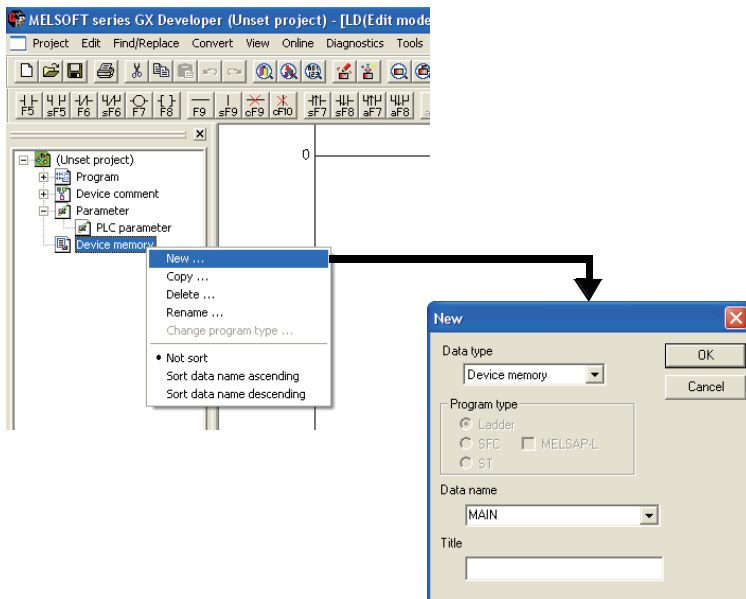 MELSOFT series GX Developer (Unset project) - [LD(Edit mode
Project Edit Find/Replace Convert View Online Diagnostics Tools
F5 sF5 F6 sF6 F7 F8 F9 sF9 cF9 cF10 sF7 sF8 aF7 aF8
(Unset project)
Program
Device comment
Parameter
PLC parameter
Device memory
0
New ...
Copy ...
Delete ...
Rename ...
Change program type ...
Not sort
Sort data name ascending
Sort data name descending
New
Data type
Device memory
OK
Cancel
Program type
Ladder
SFC MELSAP-L
ST
Data name
MAIN
Title